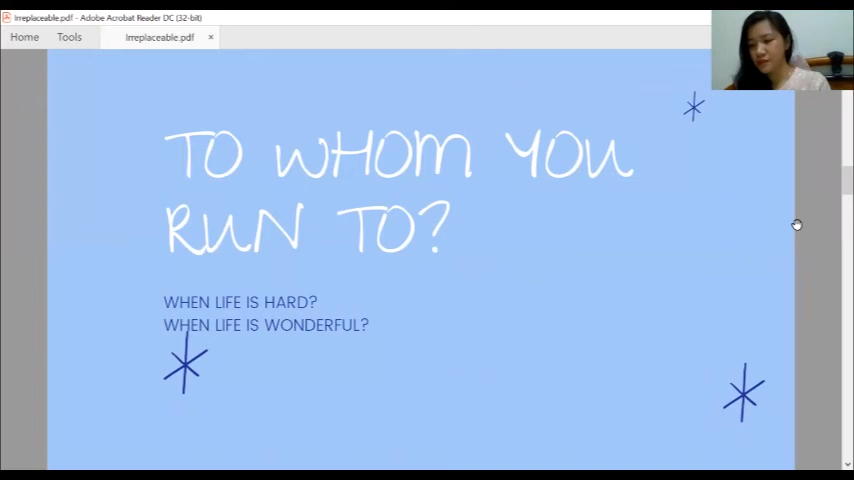 Irreplaceable.pdf - Adobe Acrobat Reader DC (32-bit)
Home Tools Irreplaceable.pdf ×
TO WHOM YOU
RUN TO?
WHEN LIFE IS HARD?
WHEN LIFE IS WONDERFUL?